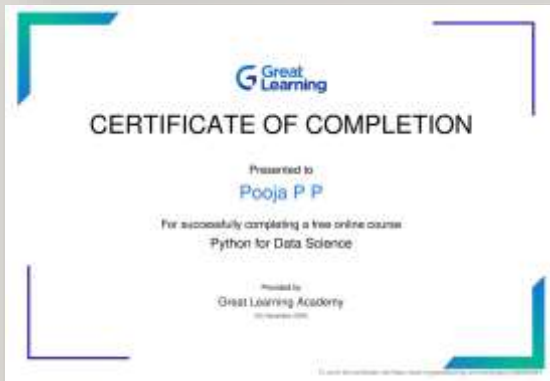 Great
Learning
CERTIFICATE OF COMPLETION
Presented to
Pooja P P
For successfully completing a free online course
Python for Data Science
Provided by
Great Learning Academy